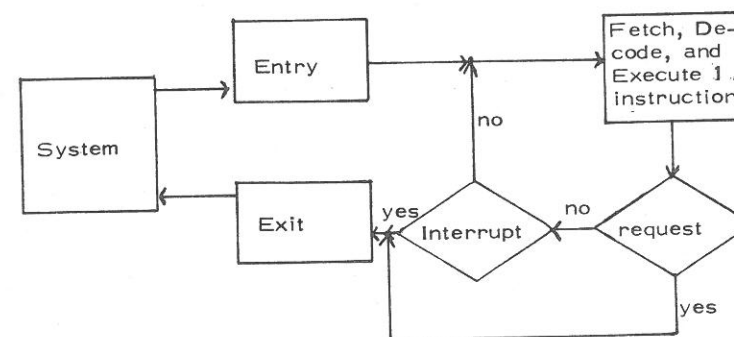 Entry
Fetch, De-
code, and
Execute 1
instruction
System
no
Exit
yes
Interrupt
no
request
yes